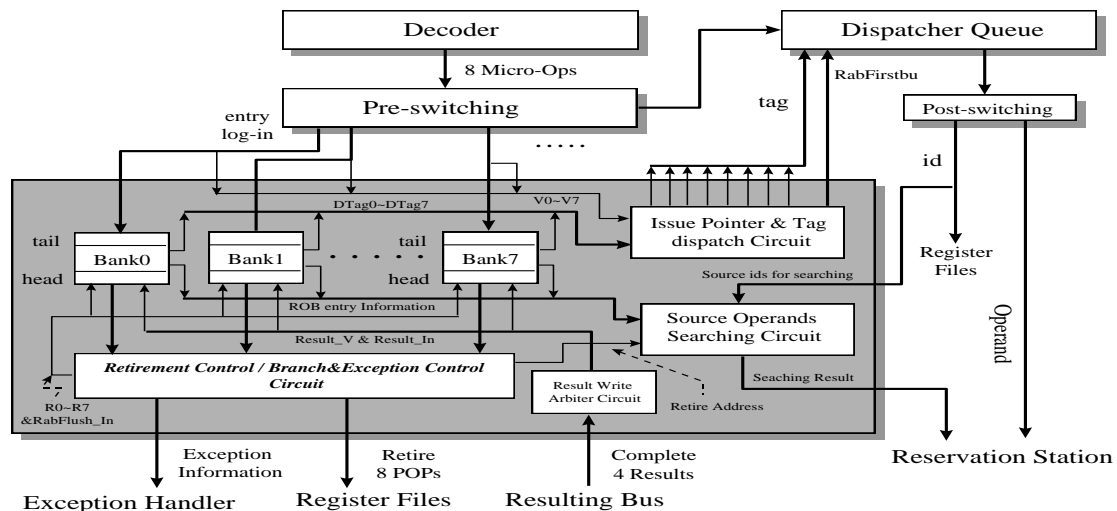 Decoder
Dispatcher Queue
8 Micro-Ops
RabFirstbu
tag
Pre-switching
Post-switching
entry
log-in
id
V0~V7
DTag0~DTag7
Issue Pointer & Tag
dispatch Circuit
tail
tail
Bank0
Bank1
Bank7
head
head
Register
Files
Source ids for searching
ROB entry Information
Source Operands
Searching Circuit
Operand
Result_V & Result_In
Retirement Control / Branch&Exception Control
Circuit
Result Write
Arbiter Circuit
Seaching Result
R0~R7
&RabFlush_In
Retire Address
Exception
Information
Retire
8 POPs
Complete
4 Results
Reservation Station
Exception Handler
Register Files
Resulting Bus